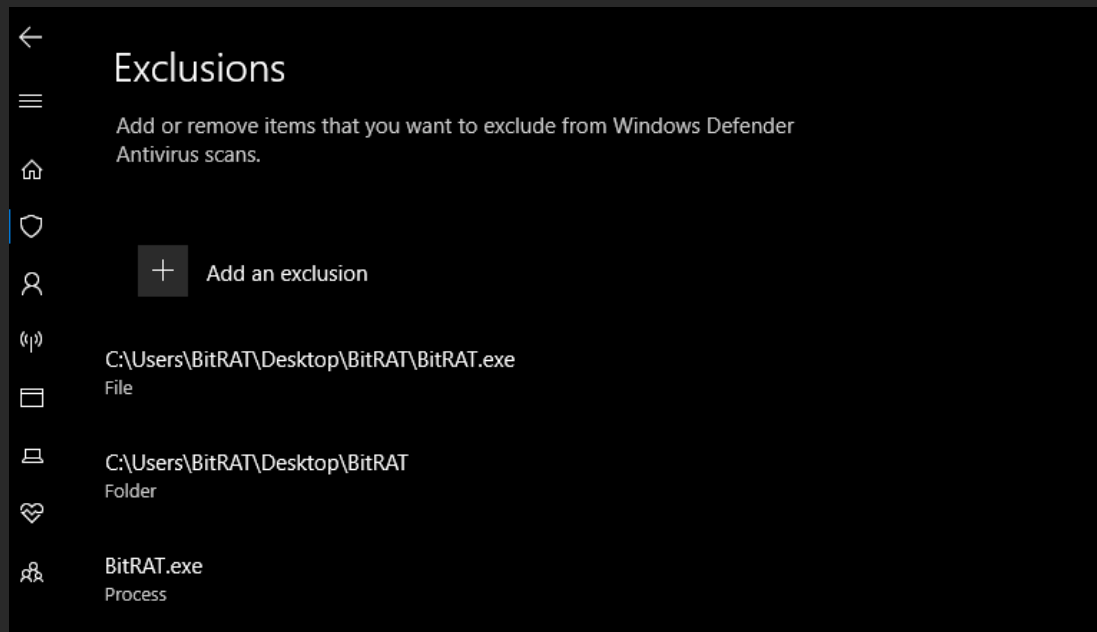 Exclusions
Add or remove items that you want to exclude from Windows Defender
Antivirus scans.
Add an exclusion
C:\Users\BitRAT\Desktop\BitRAT\BitRAT.exe
File
C:\Users\BitRAT\Desktop\BitRAT
Folder
BitRAT.exe
Process